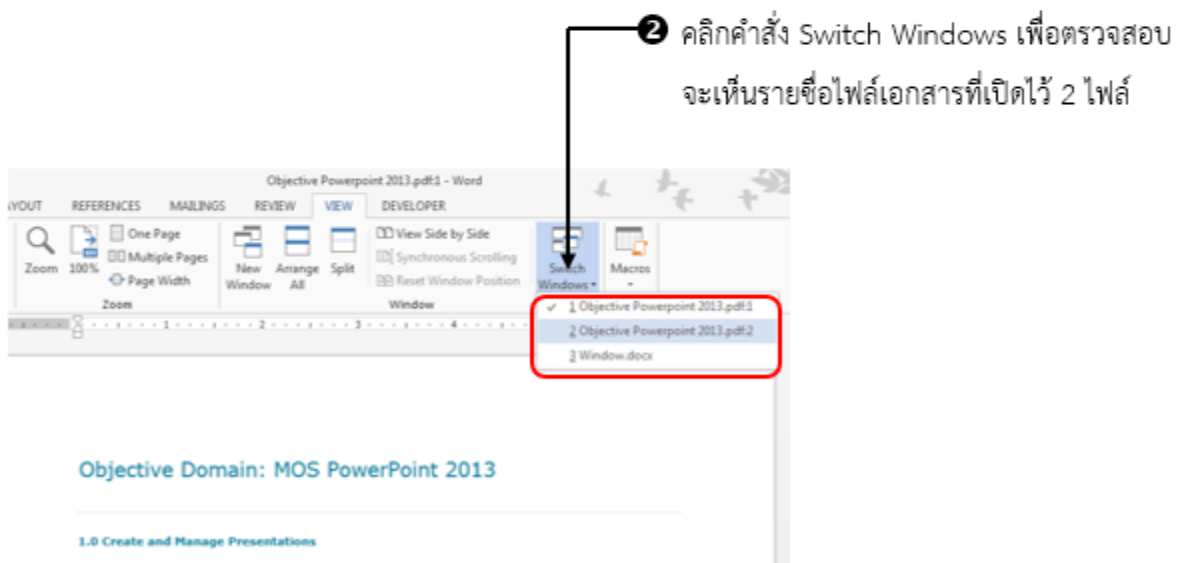 ❷ คลิกคำสั่ง Switch Windows เพื่อตรวจสอบ
จะเห็นรายชื่อไฟล์เอกสารที่เปิดไว้ 2 ไฟล์
Objective Powerpoint 2013.pdf:1 - Word
YOUT REFERENCES MAILINGS REVIEW VIEW DEVELOPER
One Page
Multiple Pages
Page Width
Zoom 100%
New Window
Arrange All
Split
View Side by Side
Synchronous Scrolling
Reset Window Position
Switch Windows
Macros
Zoom Window
✓ 1 Objective Powerpoint 2013.pdf:1
2 Objective Powerpoint 2013.pdf:2
3 Window.docx
1 2 3 4
Objective Domain: MOS PowerPoint 2013
1.0 Create and Manage Presentations